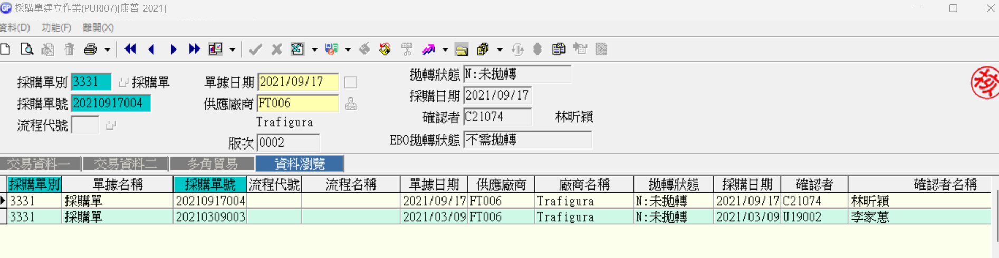 GP 採購單建立作業(PURI07)[康普_2021]
資料(D) 功能(F) 離開(X)
採購單別 3331 採購單 單據日期 2021/09/17 拋轉狀態 N:未拋轉
採購單號 20210917004 供應廠商 FT006 採購日期 2021/09/17
流程代號 Trafigura 確認者 C21074 林昕穎
版次 0002 EBO拋轉狀態 不需拋轉
核
交易資料一 交易資料二 多角貿易 資料瀏覽
採購單別 單據名稱 採購單號 流程代號 流程名稱 單據日期 供應廠商 廠商名稱 拋轉狀態 採購日期 確認者 確認者名稱
3331 採購單 20210917004 2021/09/17 FT006 Trafigura N:未拋轉 2021/09/17 C21074 林昕穎
3331 採購單 20210309003 2021/03/09 FT006 Trafigura N:未拋轉 2021/03/09 U19002 李家蕙